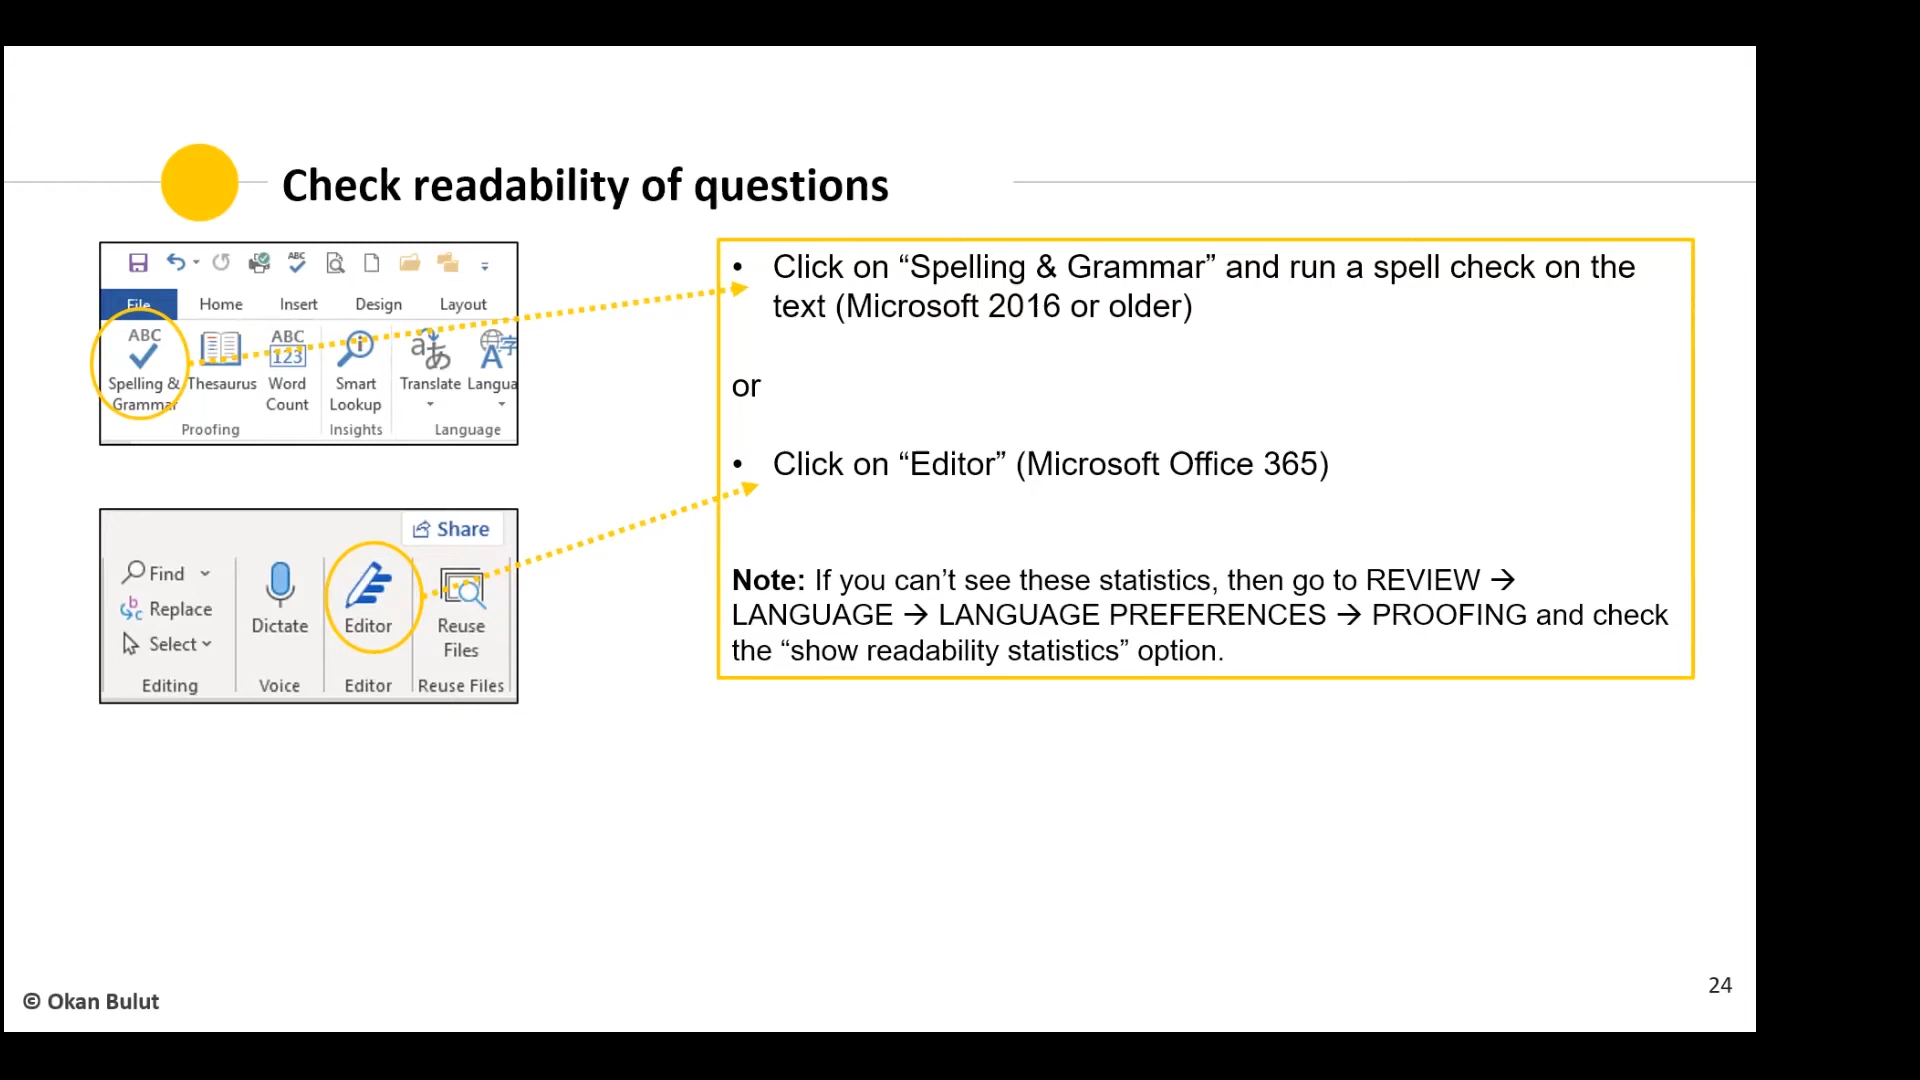 Check readability of questions
ABC
File Home Insert Design Layout
ABC
Spelling & Grammar
Thesaurus
ABC
123
Word Count
Smart Lookup
Translate
Proofing Insights Language
• Click on “Spelling & Grammar” and run a spell check on the
text (Microsoft 2016 or older)
or
• Click on “Editor” (Microsoft Office 365)
Note: If you can’t see these statistics, then go to REVIEW →
LANGUAGE → LANGUAGE PREFERENCES → PROOFING and check
the “show readability statistics” option.
Share
Find
Replace
Select
Dictate
Editor
Reuse
Files
Editing Voice Editor Reuse Files
© Okan Bulut
24